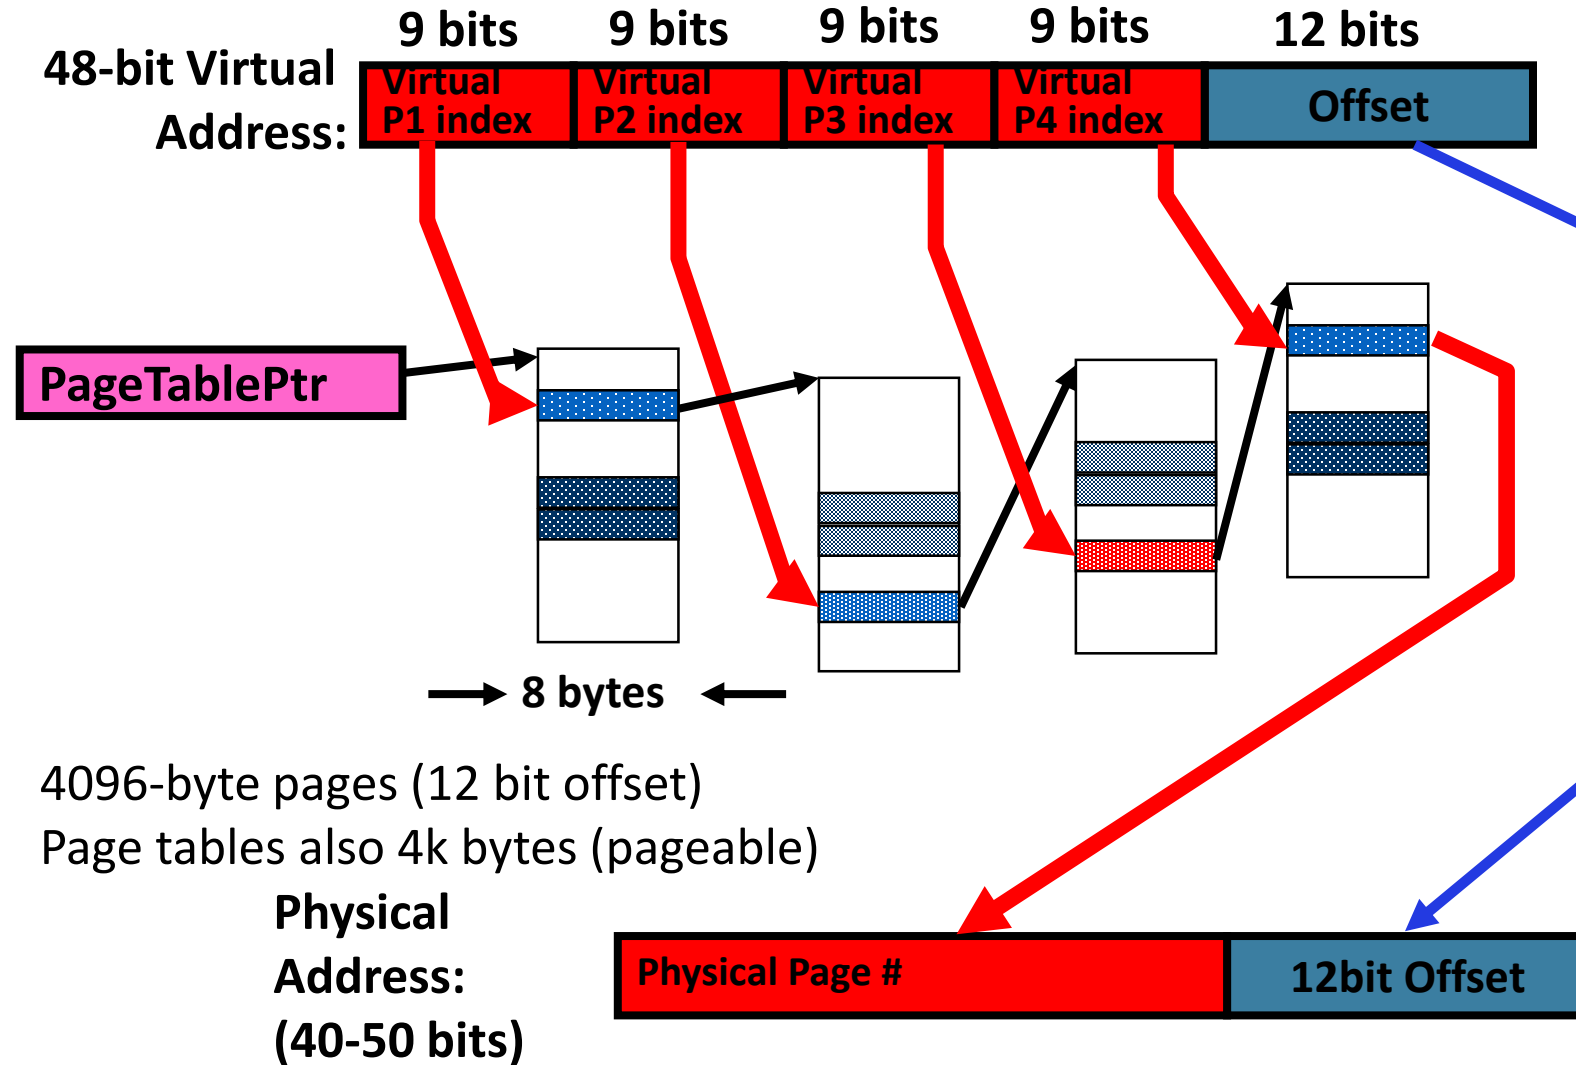 9 bits 9 bits 9 bits 9 bits 12 bits
48-bit Virtual
Address:
Virtual
P1 index
Virtual
P2 index
Virtual
P3 index
Virtual
P4 index
Offset
PageTablePtr
8 bytes
4096-byte pages (12 bit offset)
Page tables also 4k bytes (pageable)
Physical
Address:
(40-50 bits)
Physical Page #
12bit Offset